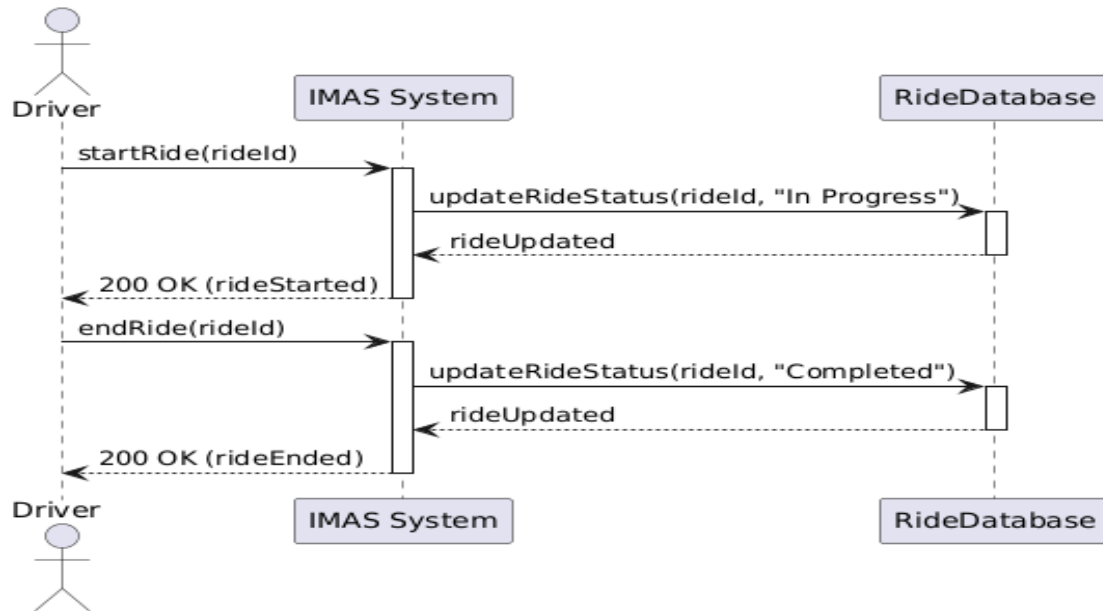 Driver
IMAS System
RideDatabase
startRide(rideId)
updateRideStatus(rideId, "In Progress")
rideUpdated
200 OK (rideStarted)
endRide(rideId)
updateRideStatus(rideId, "Completed")
rideUpdated
200 OK (rideEnded)
Driver
IMAS System
RideDatabase